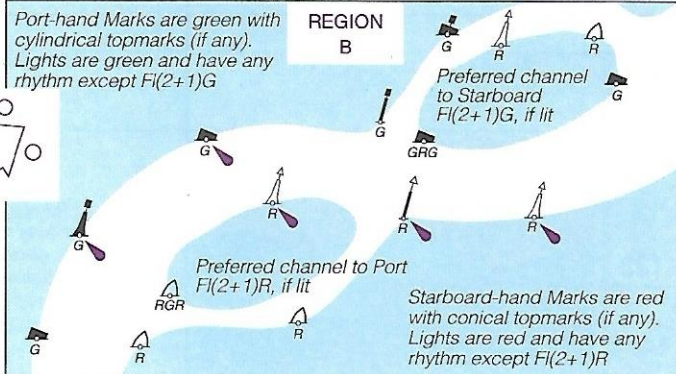 Port-hand Marks are green with
cylindrical topmarks (if any).
Lights are green and have any
rhythm except Fl(2+1)G
REGION
B
G
R
R
Preferred channel
to Starboard
Fl(2+1)G, if lit
G
G
GRG
G
R
R
R
G
Preferred channel to Port
Fl(2+1)R, if lit
RGR
R
G
R
Starboard-hand Marks are red
with conical topmarks (if any).
Lights are red and have any
rhythm except Fl(2+1)R